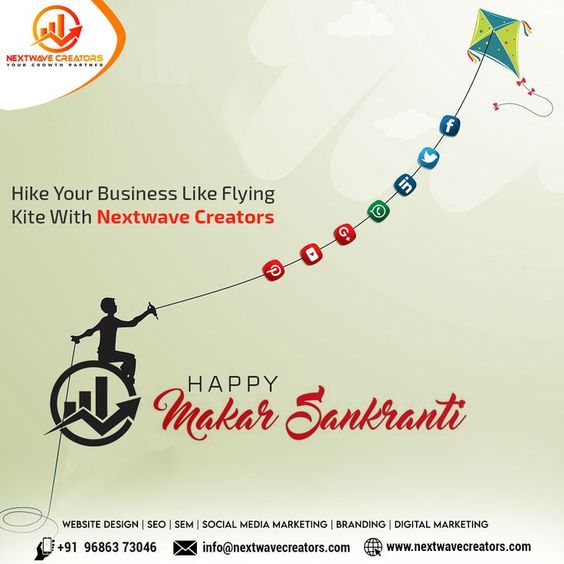 NEXTWAVE CREATORS
YOUR GROWTH PARTNER
Hike Your Business Like Flying
Kite With Nextwave Creators
HAPPY
Makar Sankranti
WEBSITE DESIGN | SEO | SEM | SOCIAL MEDIA MARKETING | BRANDING | DIGITAL MARKETING
+91 96863 73046 info@nextwavecreators.com www.nextwavecreators.com